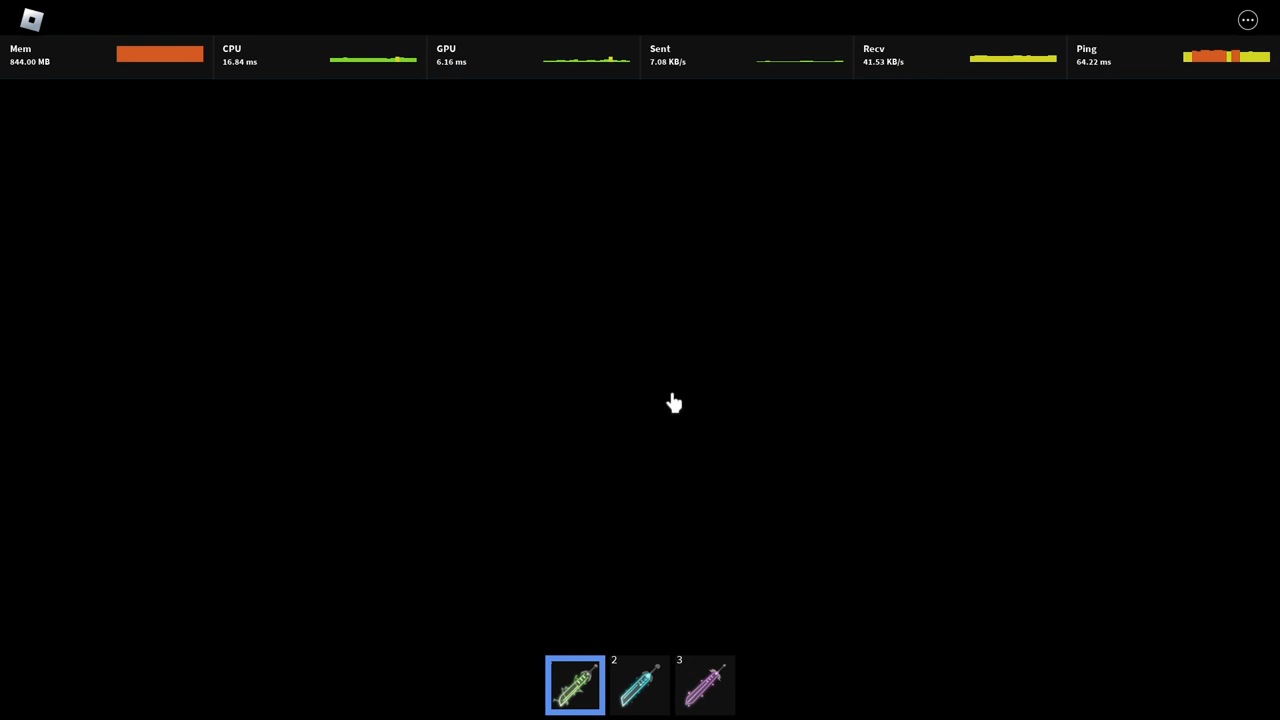 Mem
844.00 MB
CPU
16.84 ms
GPU
6.16 ms
Sent
7.08 KB/s
Recv
41.53 KB/s
Ping
64.22 ms
2
3